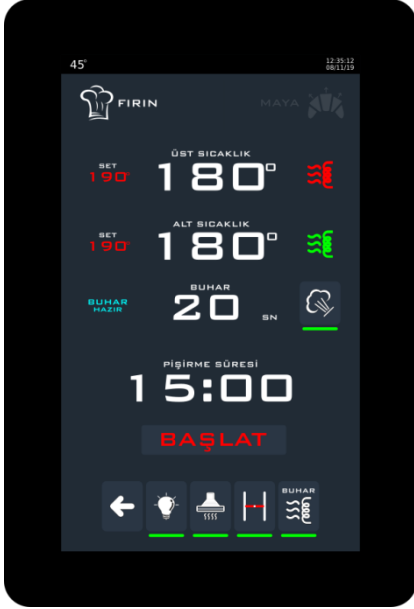 45°
12:35:12
08/11/19
FIRIN
MAYA
ÜST SICAKLIK
SET
190°
180°
ALT SICAKLIK
SET
190°
180°
BUHAR
BUHAR
HAZIR
20 SN
PİŞİRME SÜRESİ
15:00
BAŞLAT
BUHAR